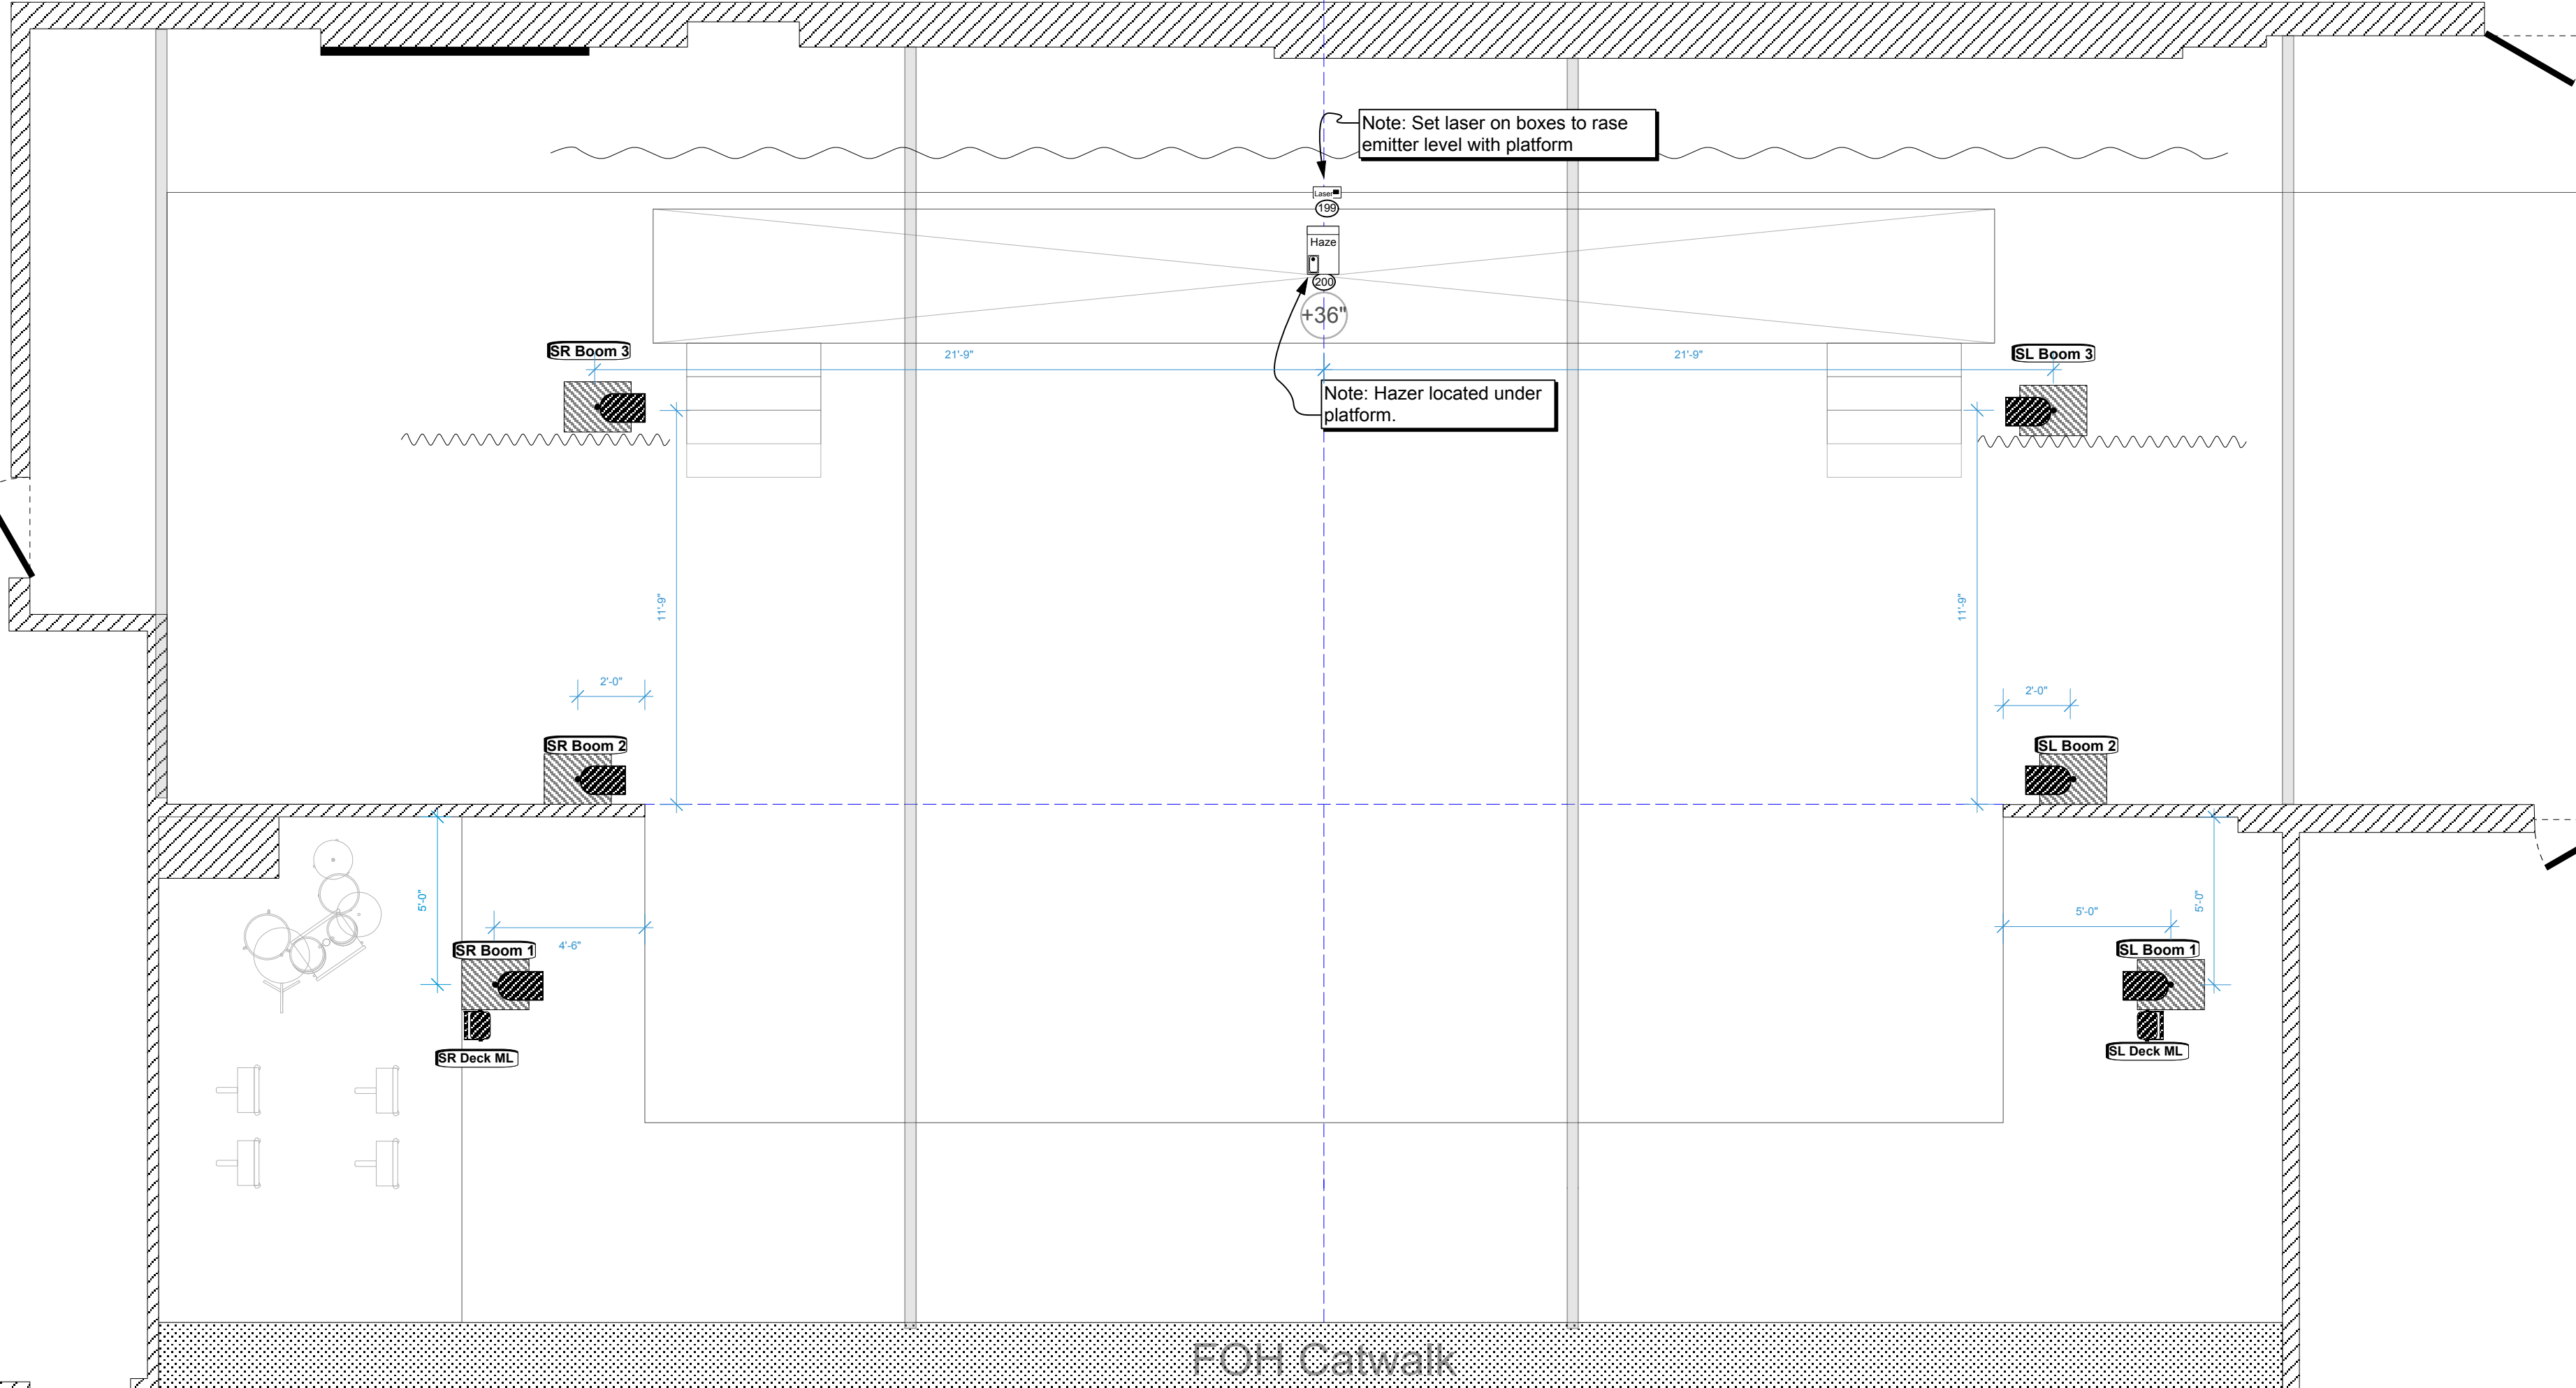 Note: Set laser on boxes to rase
emitter level with platform
Laser
199
Haze
200
+36"
SR Boom 3
21'-9"
21'-9"
SL Boom 3
Note: Hazer located under
platform.
11'-9"
11'-9"
2'-0"
2'-0"
SR Boom 2
SL Boom 2
5'-0"
4'-6"
5'-0"
5'-0"
SR Boom 1
SL Boom 1
SR Deck ML
SL Deck ML
FOH Catwalk